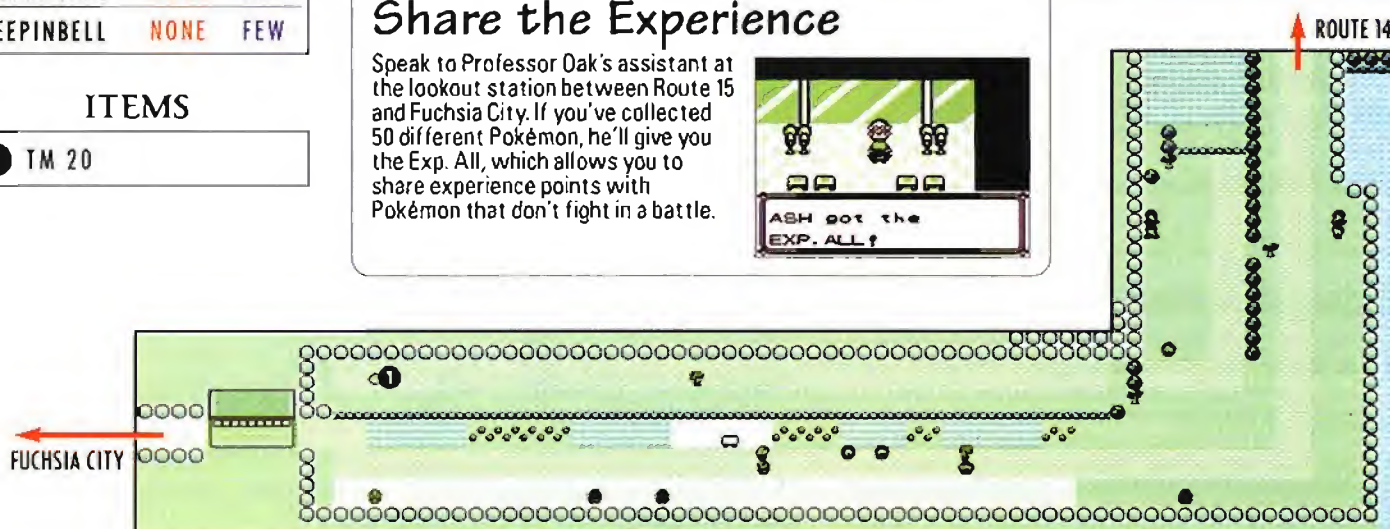 EEPINBELL NONE FEW
ITEMS
TM 20
Share the Experience
Speak to Professor Oak's assistant at
the lookout station between Route 15
and Fuchsia City. If you've collected
50 different Pokémon, he'll give you
the Exp. All, which allows you to
share experience points with
Pokémon that don't fight in a battle.
ASH got the
EXP.ALL!
ROUTE 14
1
FUCHSIA CITY